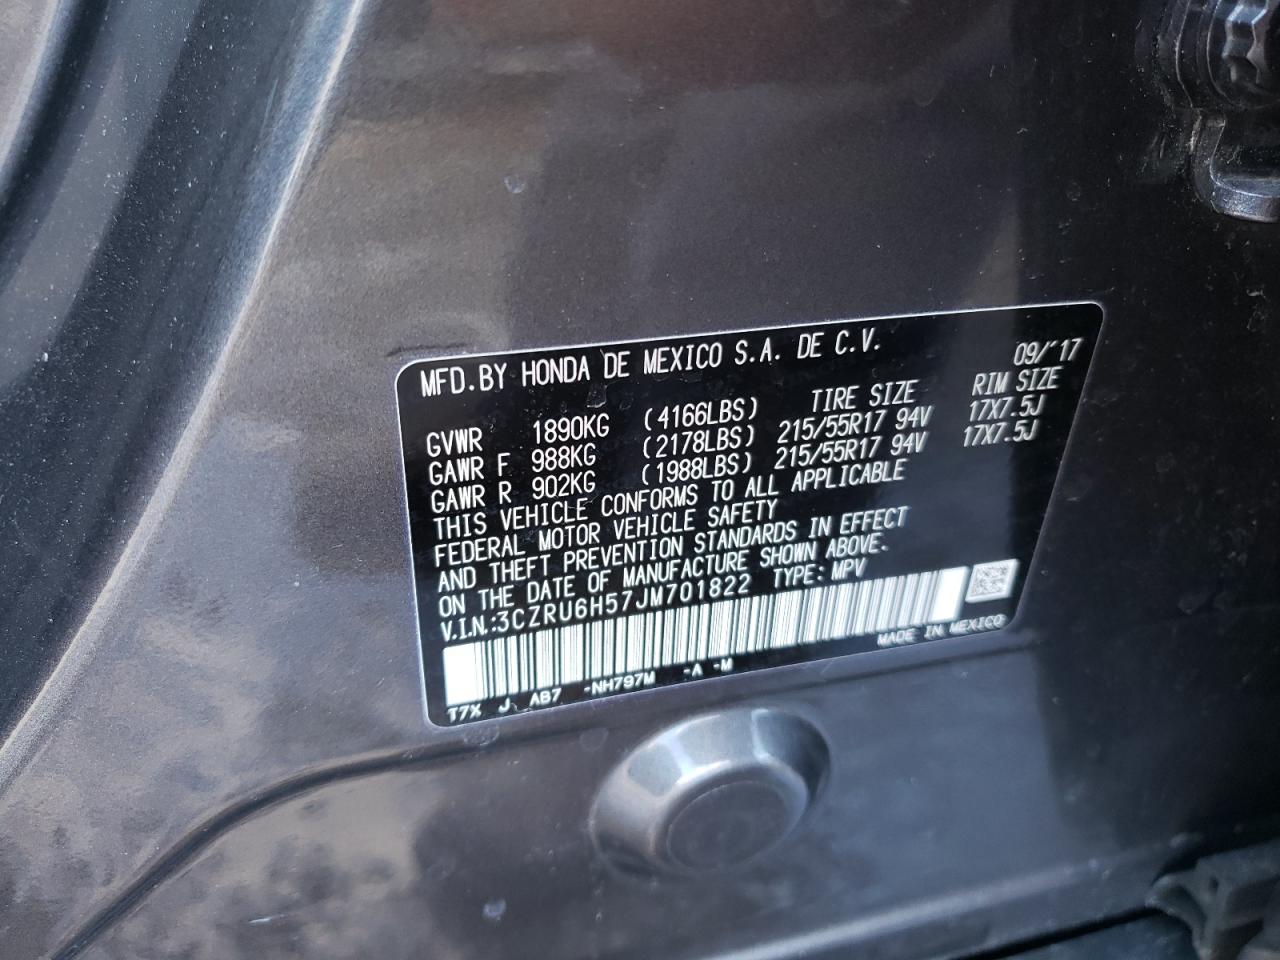 MFD.BY HONDA DE MEXICO S.A. DE C.V. 09/'17
TIRE SIZE RIM SIZE
GVWR 1890KG (4166LBS)
GAWR F 988KG (2178LBS) 215/55R17 94V 17X7.5J
GAWR R 902KG (1988LBS) 215/55R17 94V 17X7.5J
THIS VEHICLE CONFORMS TO ALL APPLICABLE
FEDERAL MOTOR VEHICLE SAFETY
AND THEFT PREVENTION STANDARDS IN EFFECT
ON THE DATE OF MANUFACTURE SHOWN ABOVE.
V.I.N.:3CZRU6H57JM701822 TYPE:MPV
MADE IN MEXICO
T7X J AB7 -NH797M -A -M